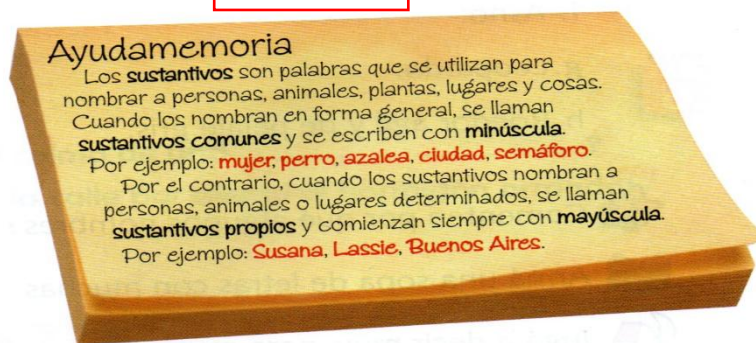 Ayudamemoria
Los sustantivos son palabras que se utilizan para
nombrar a personas, animales, plantas, lugares y cosas.
Cuando los nombran en forma general, se llaman
sustantivos comunes y se escriben con minúscula.
Por ejemplo: mujer, perro, azalea, ciudad, semáforo.
Por el contrario, cuando los sustantivos nombran a
personas, animales o lugares determinados, se llaman
sustantivos propios y comienzan siempre con mayúscula.
Por ejemplo: Susana, Lassie, Buenos Aires.